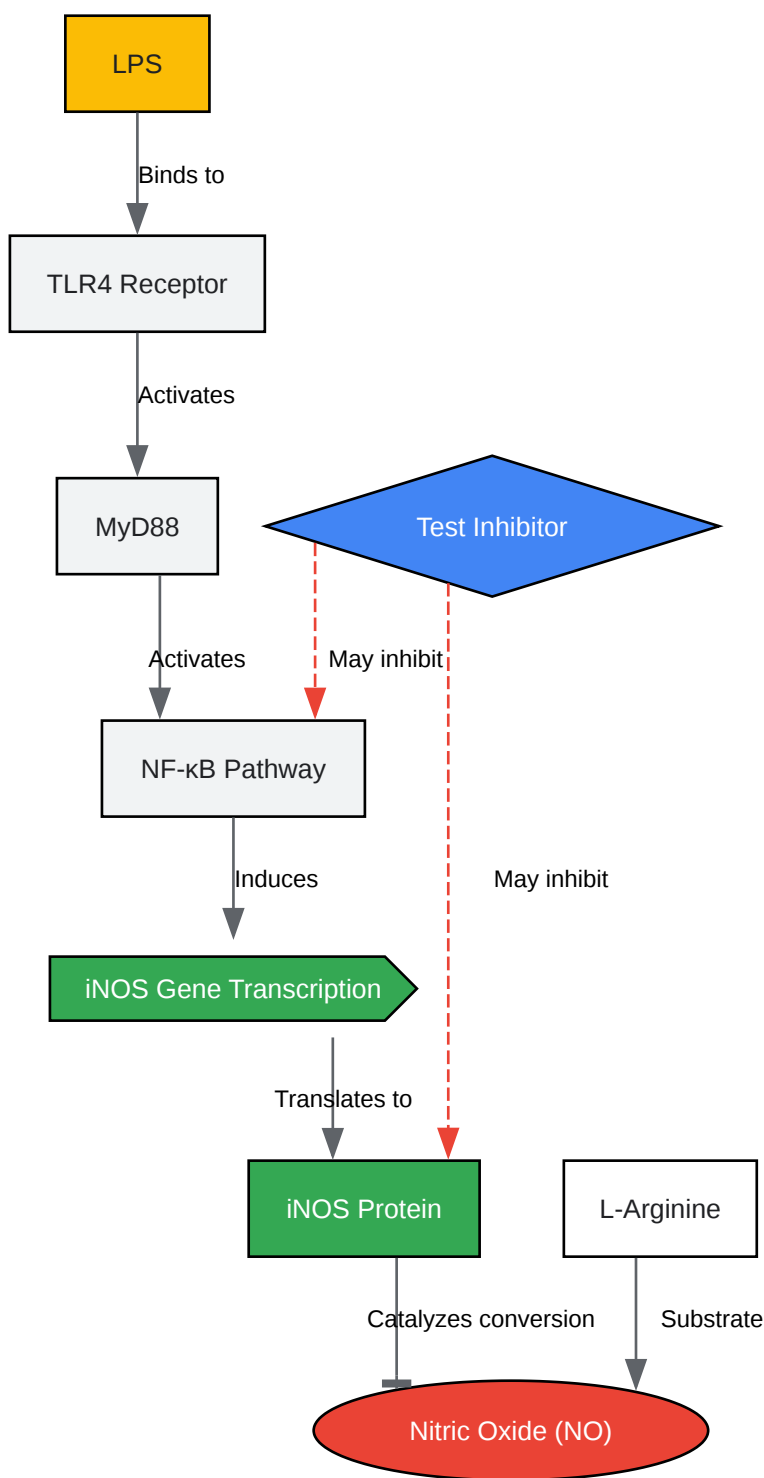 LPS
Binds to
TLR4 Receptor
Activates
MyD88
Test Inhibitor
Activates
May inhibit
NF-κB Pathway
Induces
May inhibit
iNOS Gene Transcription
Translates to
iNOS Protein
L-Arginine
Catalyzes conversion
Substrate
Nitric Oxide (NO)